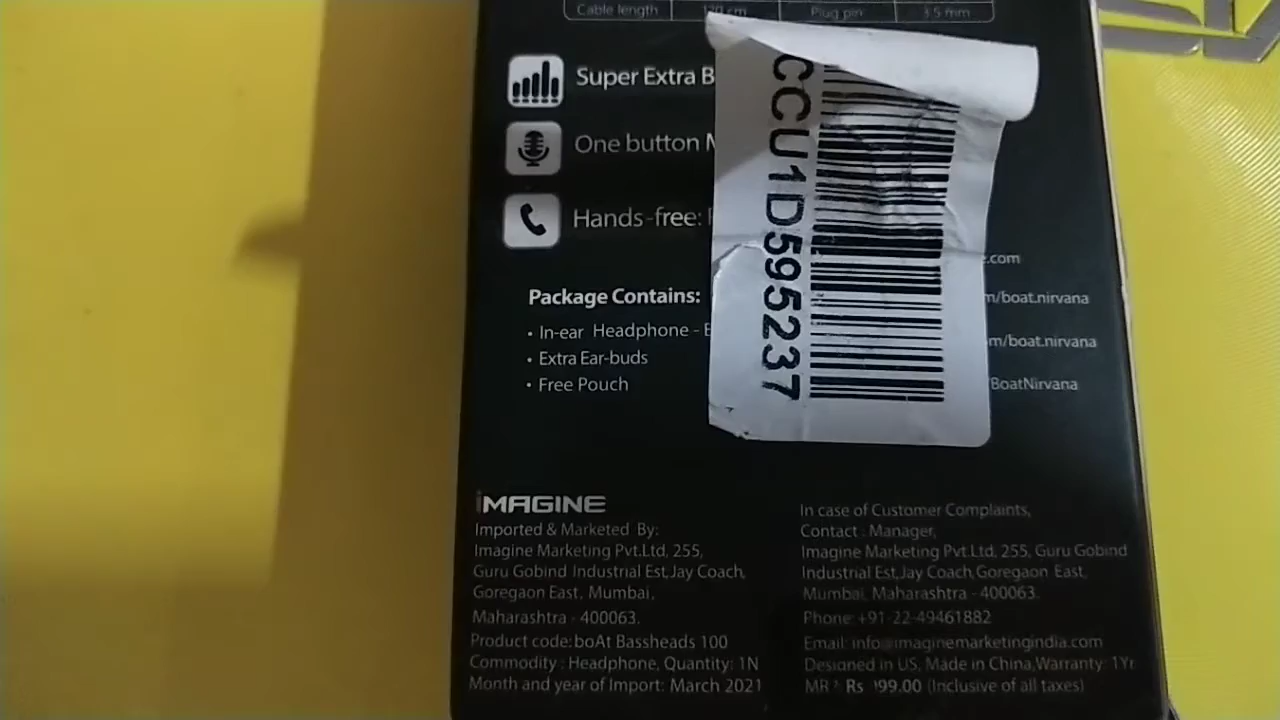 Cable length 120 cm Plug pin 3.5 mm
Super Extra B
One button M
Hands-free:
Package Contains:
• In-ear Headphone -
• Extra Ear-buds
• Free Pouch
CCU1D595237
e.com
m/boat.nirvana
m/boat.nirvana
/BoatNirvana
iMAGINE
Imported & Marketed By:
Imagine Marketing Pvt.Ltd, 255,
Guru Gobind Industrial Est,Jay Coach,
Goregaon East, Mumbai,
Maharashtra - 400063.
Product code:boAt Bassheads 100
Commodity : Headphone, Quantity: 1N
Month and year of Import: March 2021
In case of Customer Complaints,
Contact : Manager,
Imagine Marketing Pvt.Ltd, 255, Guru Gobind
Industrial Est,Jay Coach,Goregaon East,
Mumbai, Maharashtra - 400063.
Phone: +91-22-49461882
Email: info@imaginemarketingindia.com
Designed in US, Made in China,Warranty: 1Yr
Rs 99.00 (Inclusive of all taxes)